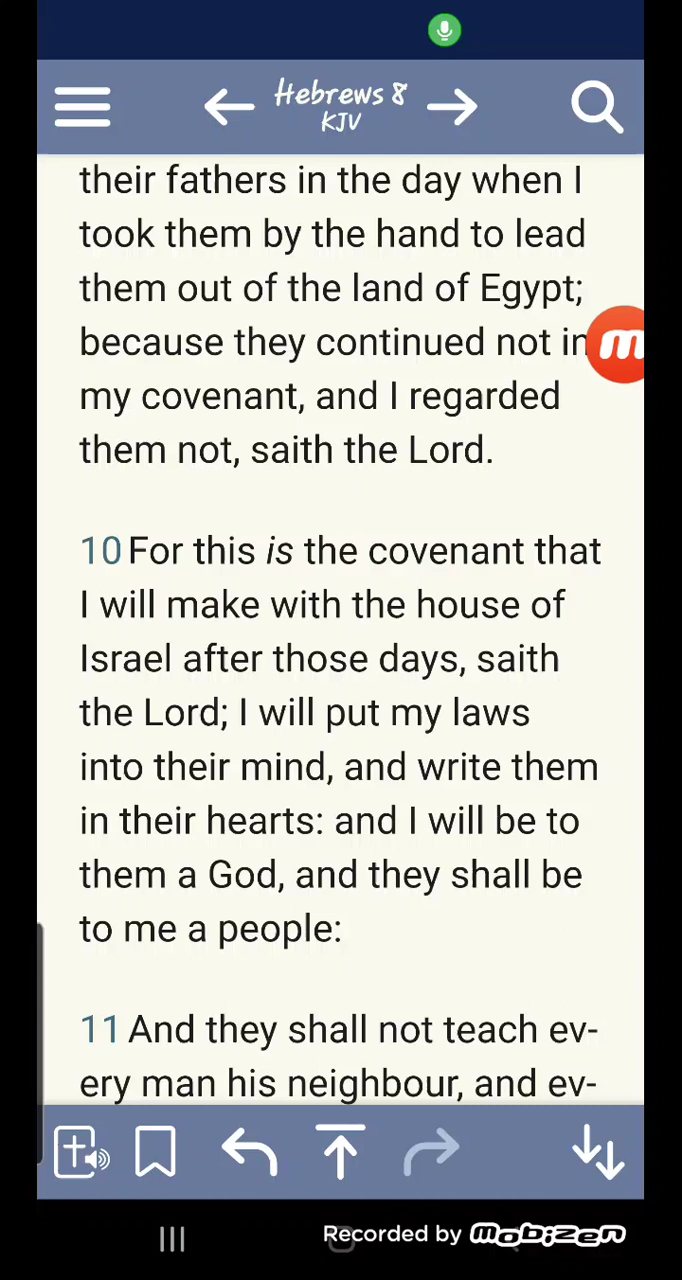 Hebrews 8
KJV
their fathers in the day when I
took them by the hand to lead
them out of the land of Egypt;
because they continued not in
my covenant, and I regarded
them not, saith the Lord.
10 For this is the covenant that
I will make with the house of
Israel after those days, saith
the Lord; I will put my laws
into their mind, and write them
in their hearts: and I will be to
them a God, and they shall be
to me a people:
11 And they shall not teach ev-
ery man his neighbour, and ev-
Recorded by mobizen